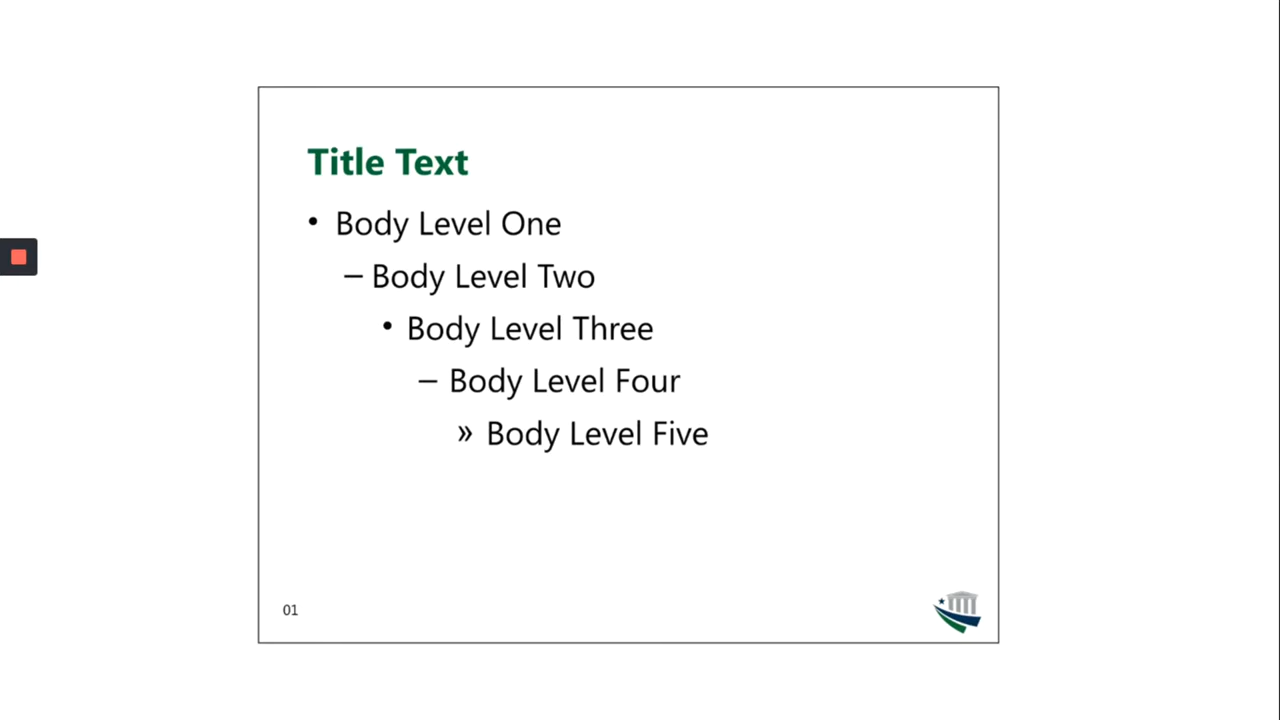 Title Text
• Body Level One
– Body Level Two
• Body Level Three
– Body Level Four
» Body Level Five
01